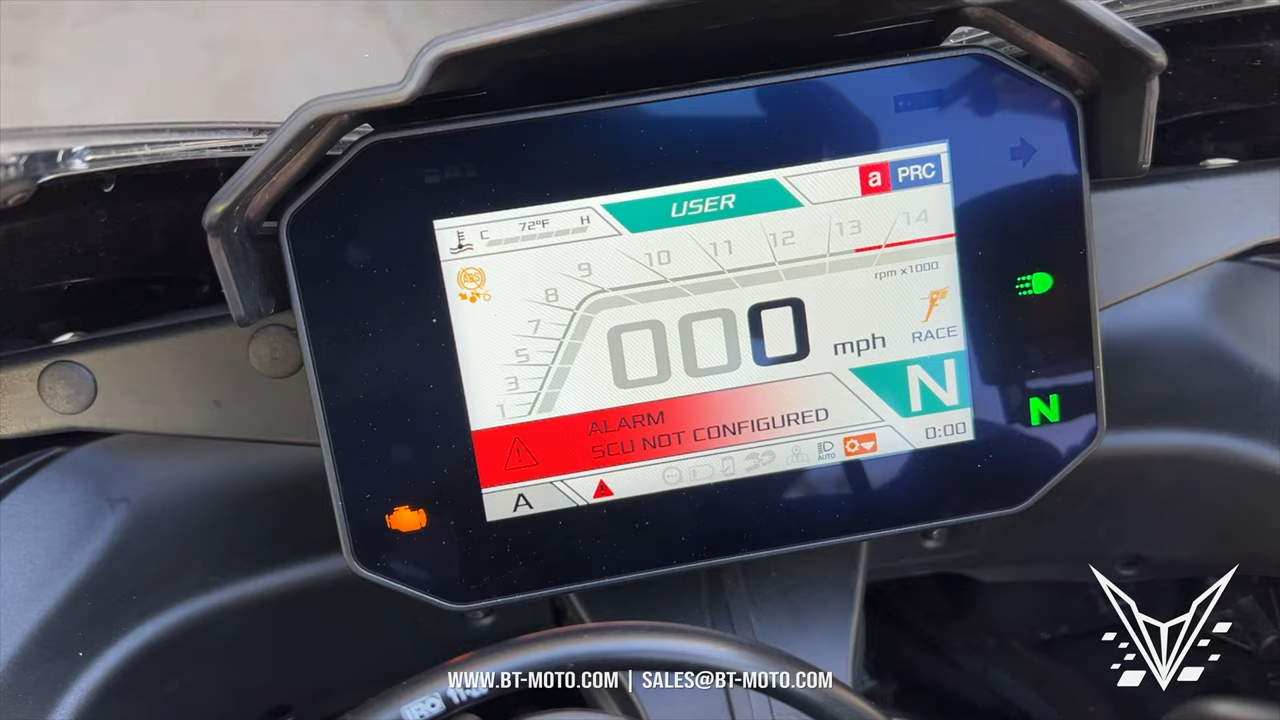 C 72°F H
USER
a PRC
ABS
1 3 5 7 8 9 10 11 12 13 14
rpm x1000
000 mph
RACE
N
N
ALARM
SCU NOT CONFIGURED
0:00
AUTO
A
WWW.BT-MOTO.COM | SALES@BT-MOTO.COM